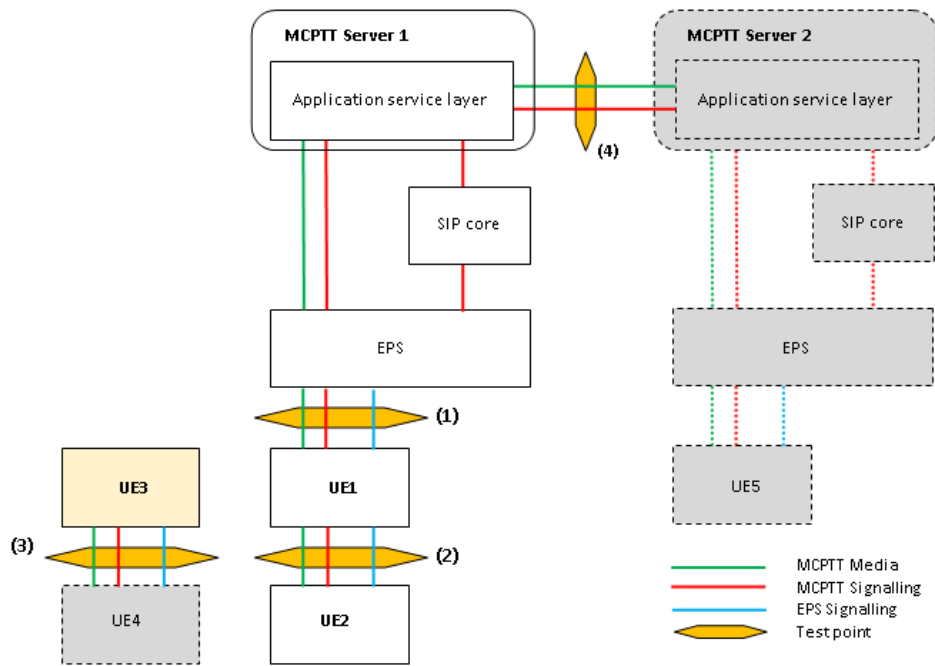 MCPTT Server 1
MCPTT Server 2
Application service layer
Application service layer
(4)
SIP core
SIP core
EPS
EPS
(1)
UE3
UE1
UE5
(3)
(2)
UE4
UE2
MCPTT Media
MCPTT Signalling
EPS Signalling
Test point